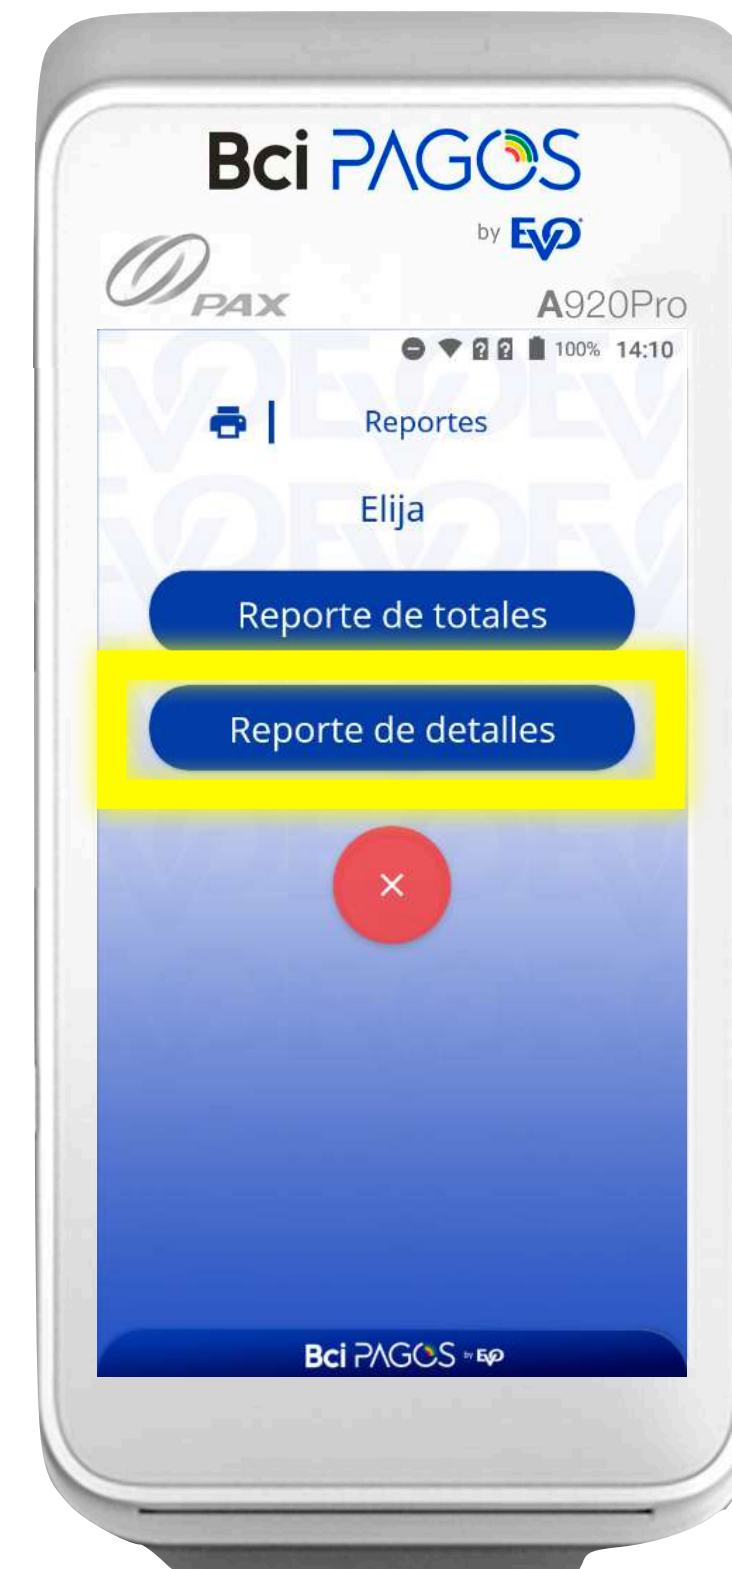 Bci PAGOS
by EVO
PAX
A920Pro
100% 14:10
Reportes
Elija
Reporte de totales
Reporte de detalles
Bci PAGOS by EVO